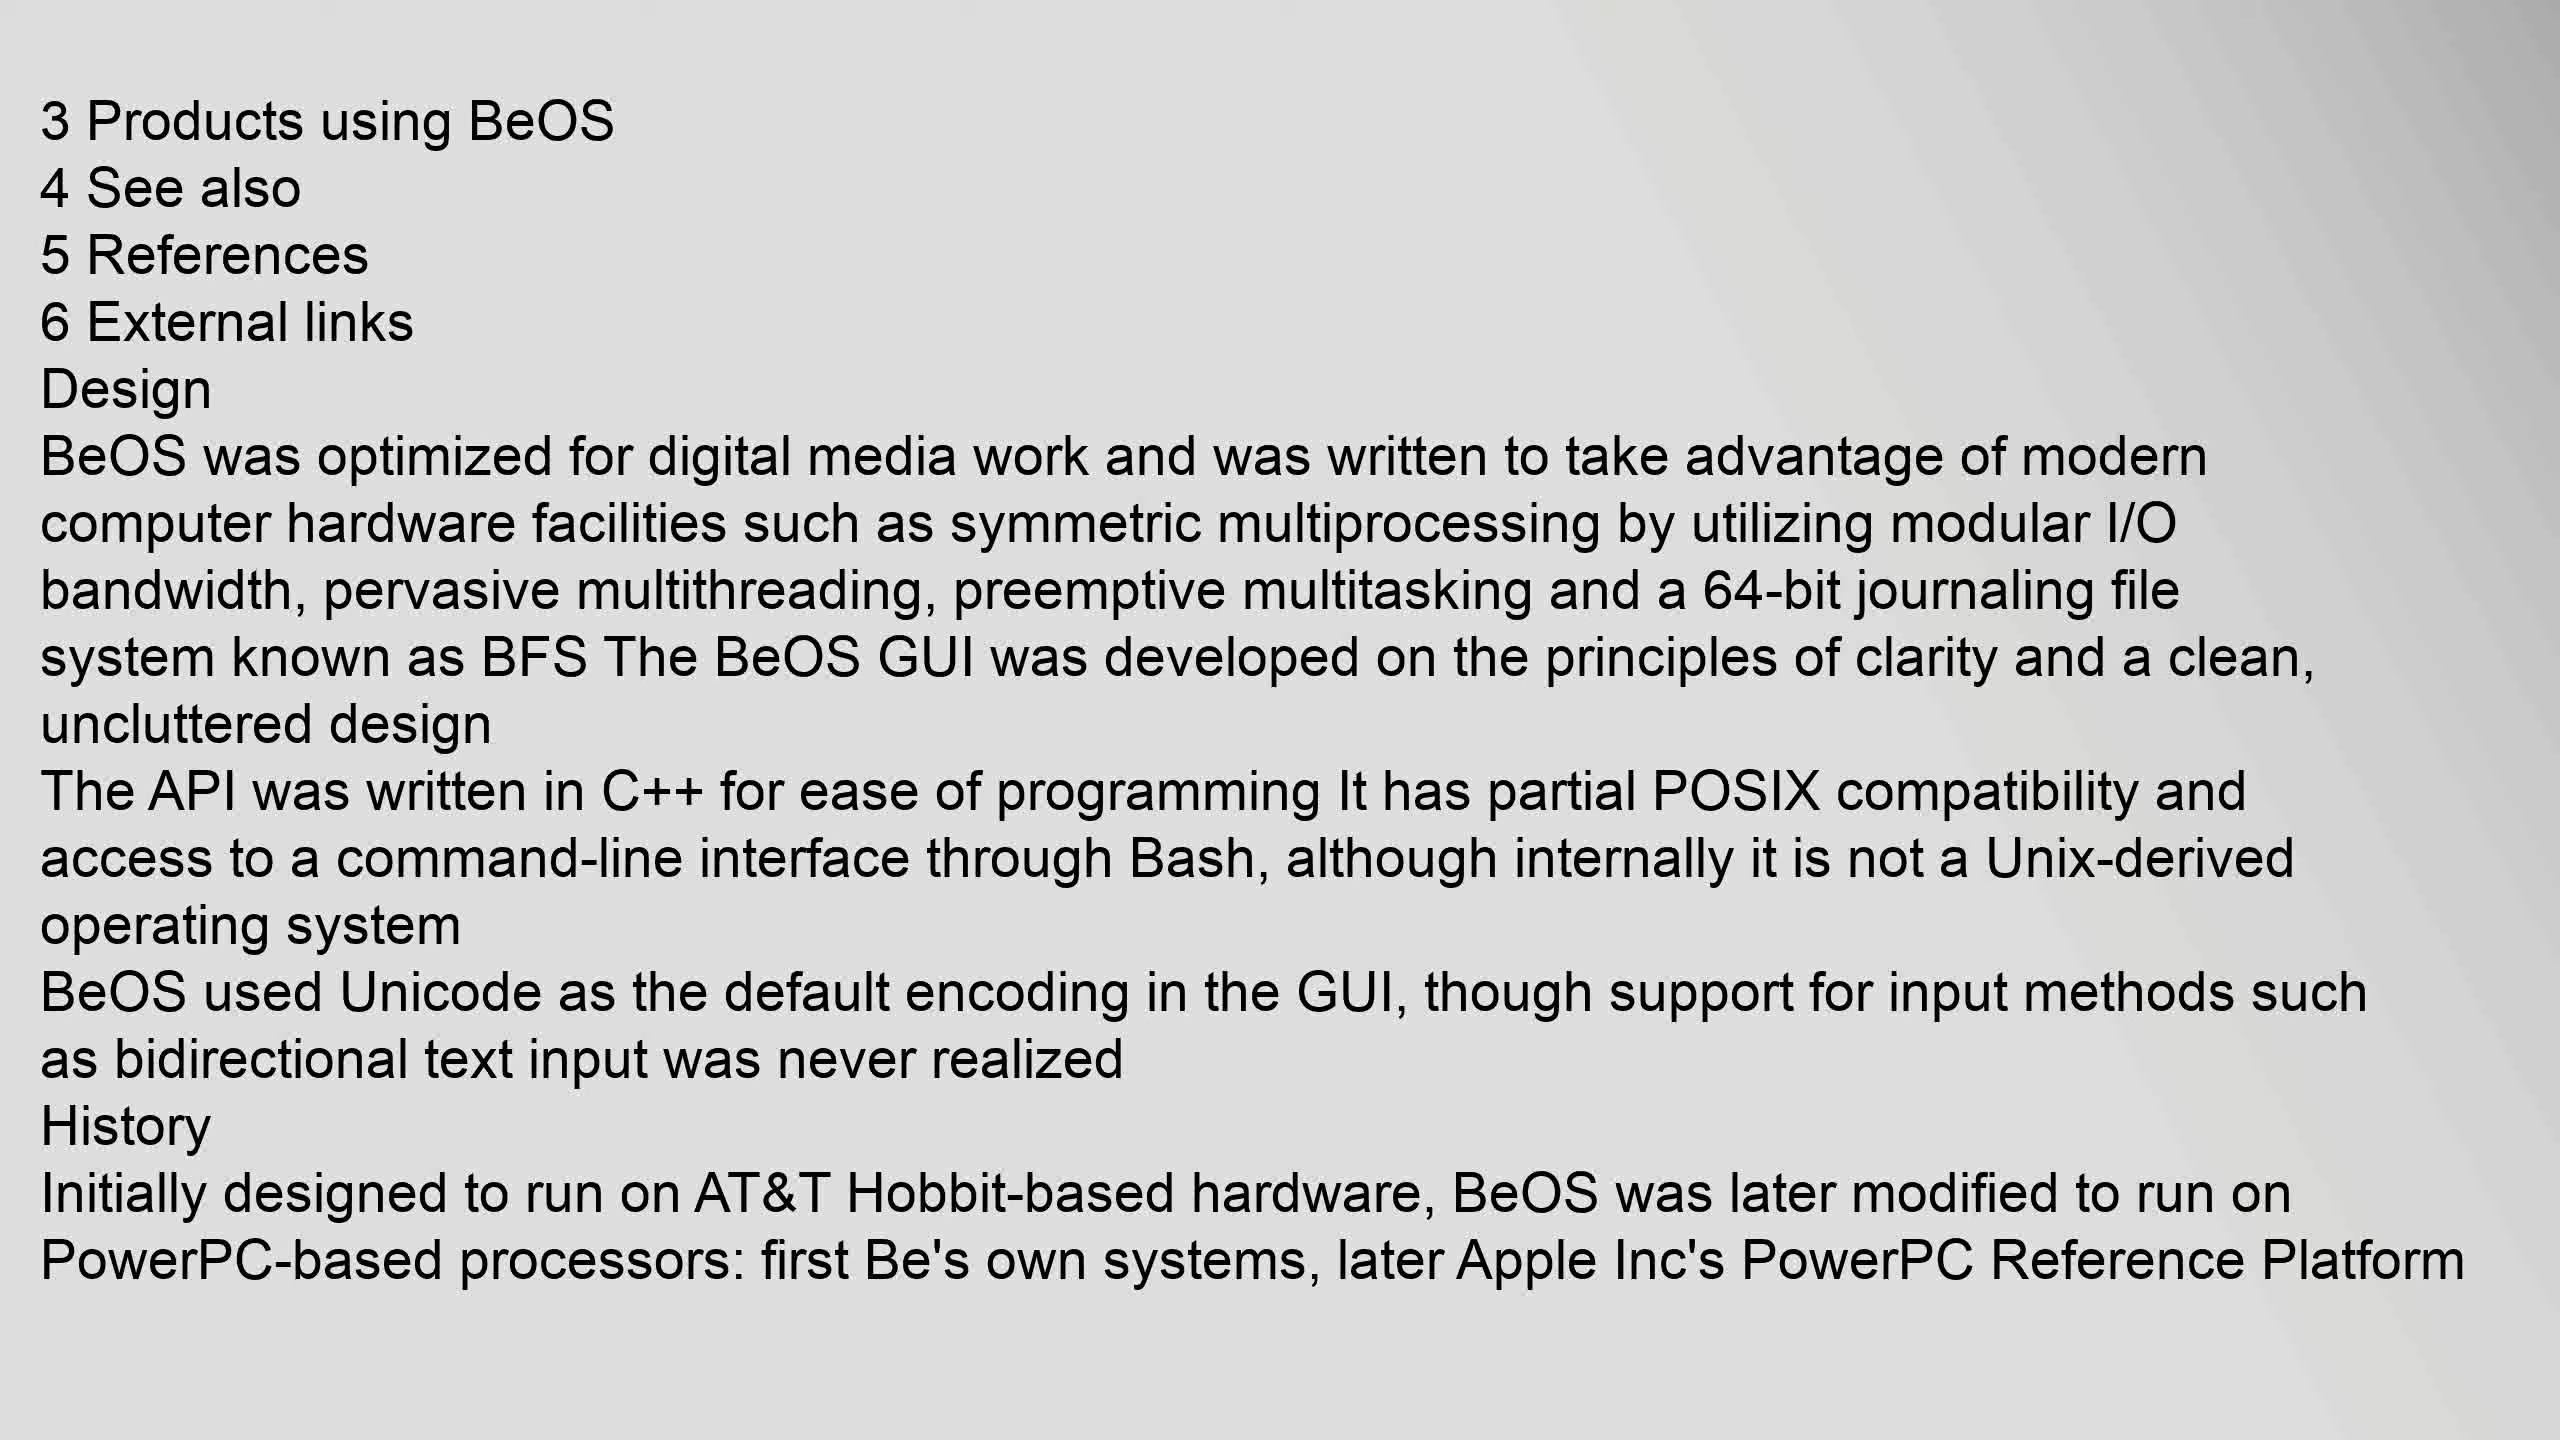 3 Products using BeOS
4 See also
5 References
6 External links
Design
BeOS was optimized for digital media work and was written to take advantage of modern
computer hardware facilities such as symmetric multiprocessing by utilizing modular I/O
bandwidth, pervasive multithreading, preemptive multitasking and a 64-bit journaling file
system known as BFS The BeOS GUI was developed on the principles of clarity and a clean,
uncluttered design
The API was written in C++ for ease of programming It has partial POSIX compatibility and
access to a command-line interface through Bash, although internally it is not a Unix-derived
operating system
BeOS used Unicode as the default encoding in the GUI, though support for input methods such
as bidirectional text input was never realized
History
Initially designed to run on AT&T Hobbit-based hardware, BeOS was later modified to run on
PowerPC-based processors: first Be's own systems, later Apple Inc's PowerPC Reference Platform